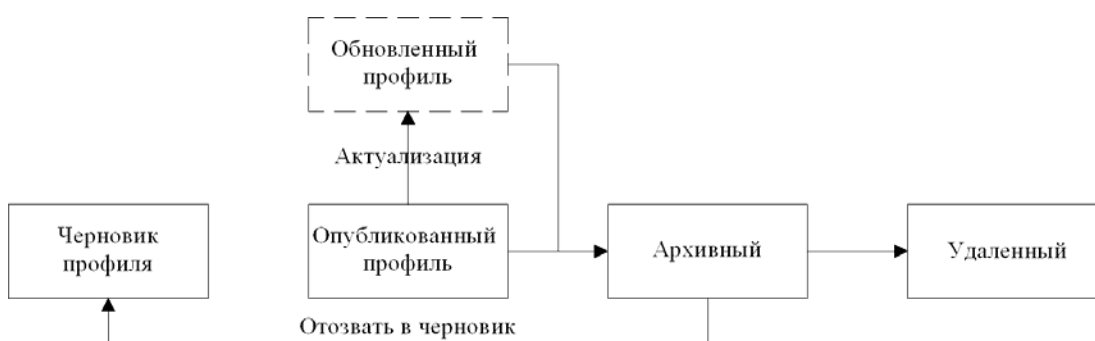 Обновленный
профиль
Актуализация
Черновик
профиля
Опубликованный
профиль
Архивный
Удаленный
Отозвать в черновик